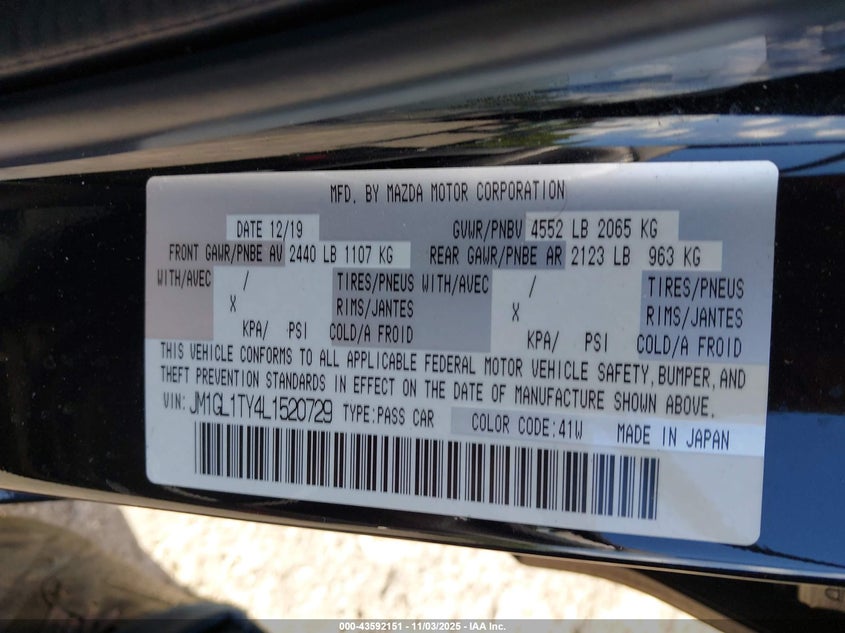 MFD. BY MAZDA MOTOR CORPORATION
DATE 12/19 GVWR/PNBV 4552 LB 2065 KG
FRONT GAWR/PNBE AV 2440 LB 1107 KG REAR GAWR/PNBE AR 2123 LB 963 KG
WITH/AVEC / TIRES/PNEUS WITH/AVEC / TIRES/PNEUS
X RIMS/JANTES X RIMS/JANTES
KPA/ PSI COLD/A FROID KPA/ PSI COLD/A FROID
THIS VEHICLE CONFORMS TO ALL APPLICABLE FEDERAL MOTOR VEHICLE SAFETY, BUMPER, AND
THEFT PREVENTION STANDARDS IN EFFECT ON THE DATE OF MANUFACTURE SHOWN ABOVE.
VIN: JM1GL1TY4L1520729 TYPE:PASS CAR COLOR CODE:41W MADE IN JAPAN
000-43592151 - 11/03/2025 - IAA Inc.